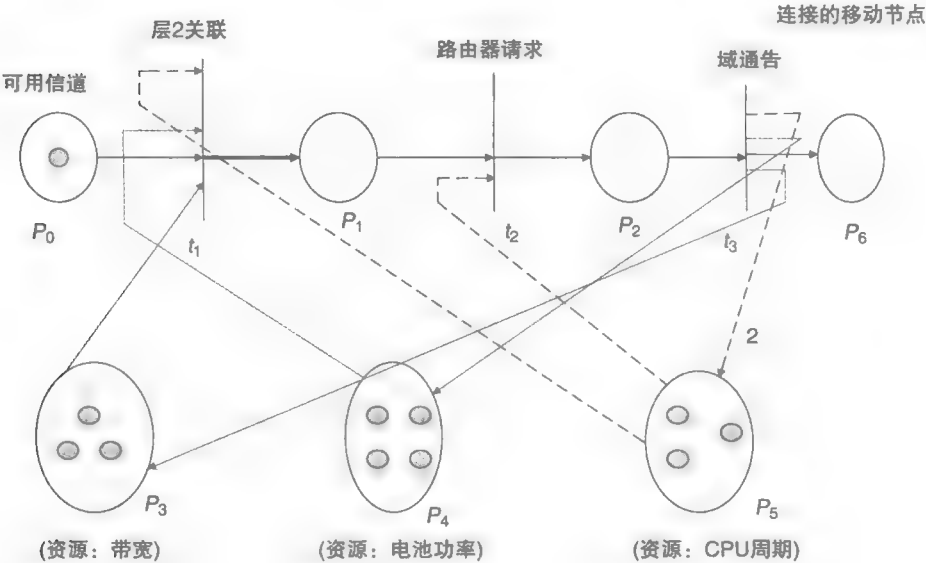 连接的移动节点
层2关联
路由器请求
域通告
可用信道
P0
t1
P1
t2
P2
t3
P6
2
P3
P4
P5
(资源：带宽)
(资源：电池功率)
(资源：CPU周期)